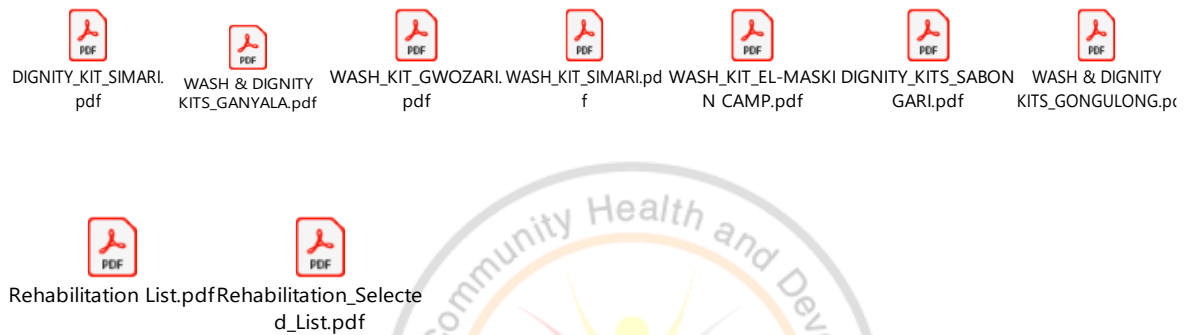 DIGNITY_KIT_SIMARI.
pdf
WASH & DIGNITY
KITS_GANYALA.pdf
WASH_KIT_GWOZARI.
pdf
WASH_KIT_SIMARI.pd
f
WASH_KIT_EL-MASKI
N CAMP.pdf
DIGNITY_KITS_SABON
GARI.pdf
WASH & DIGNITY
KITS_GONGULONG.pd
PDF
PDF
PDF
PDF
PDF
PDF
PDF
Rehabilitation List.pdf
Rehabilitation_Selecte
d_List.pdf
PDF
PDF
Community Health and